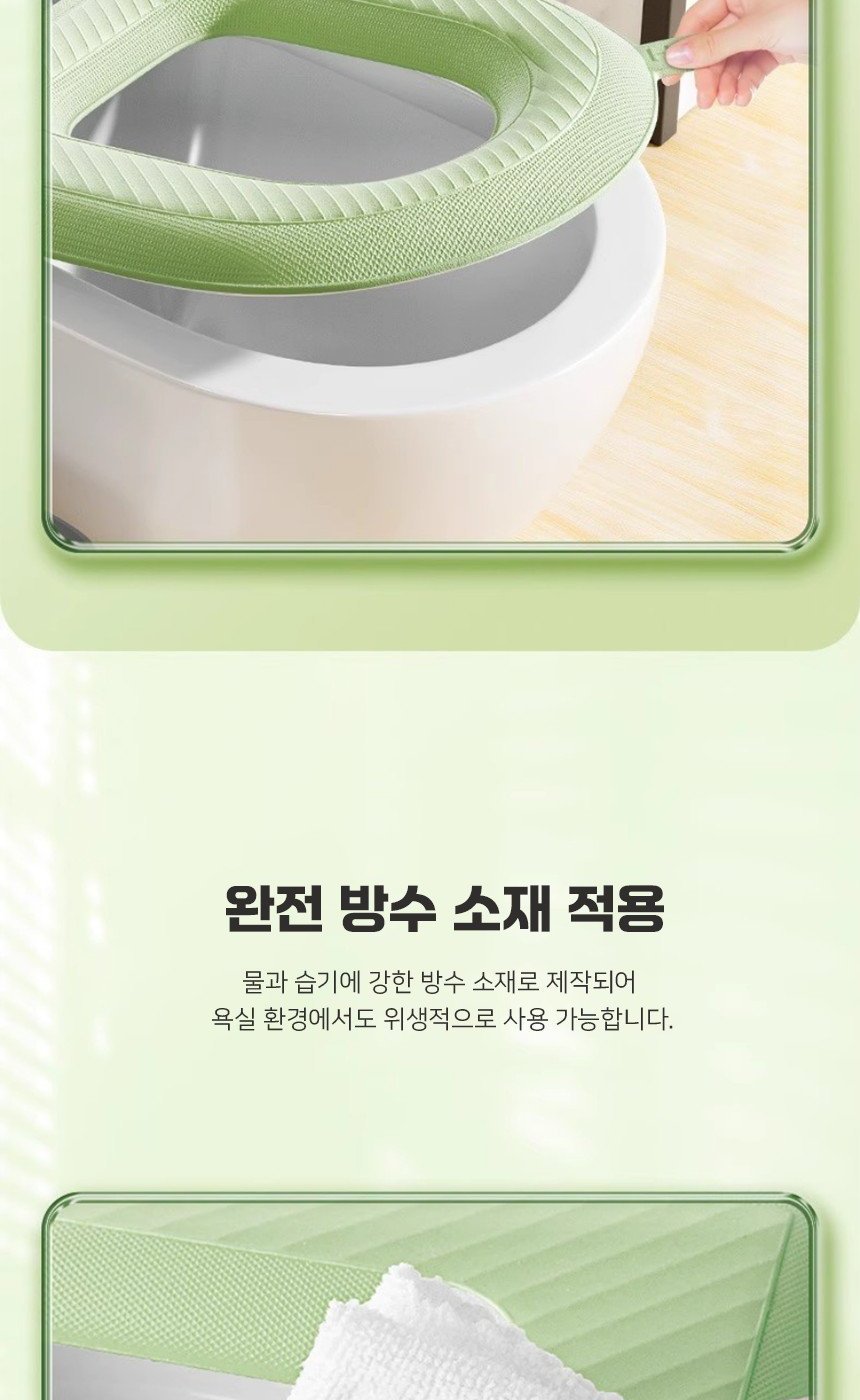 완전 방수 소재 적용
물과 습기에 강한 방수 소재로 제작되어
욕실 환경에서도 위생적으로 사용 가능합니다.